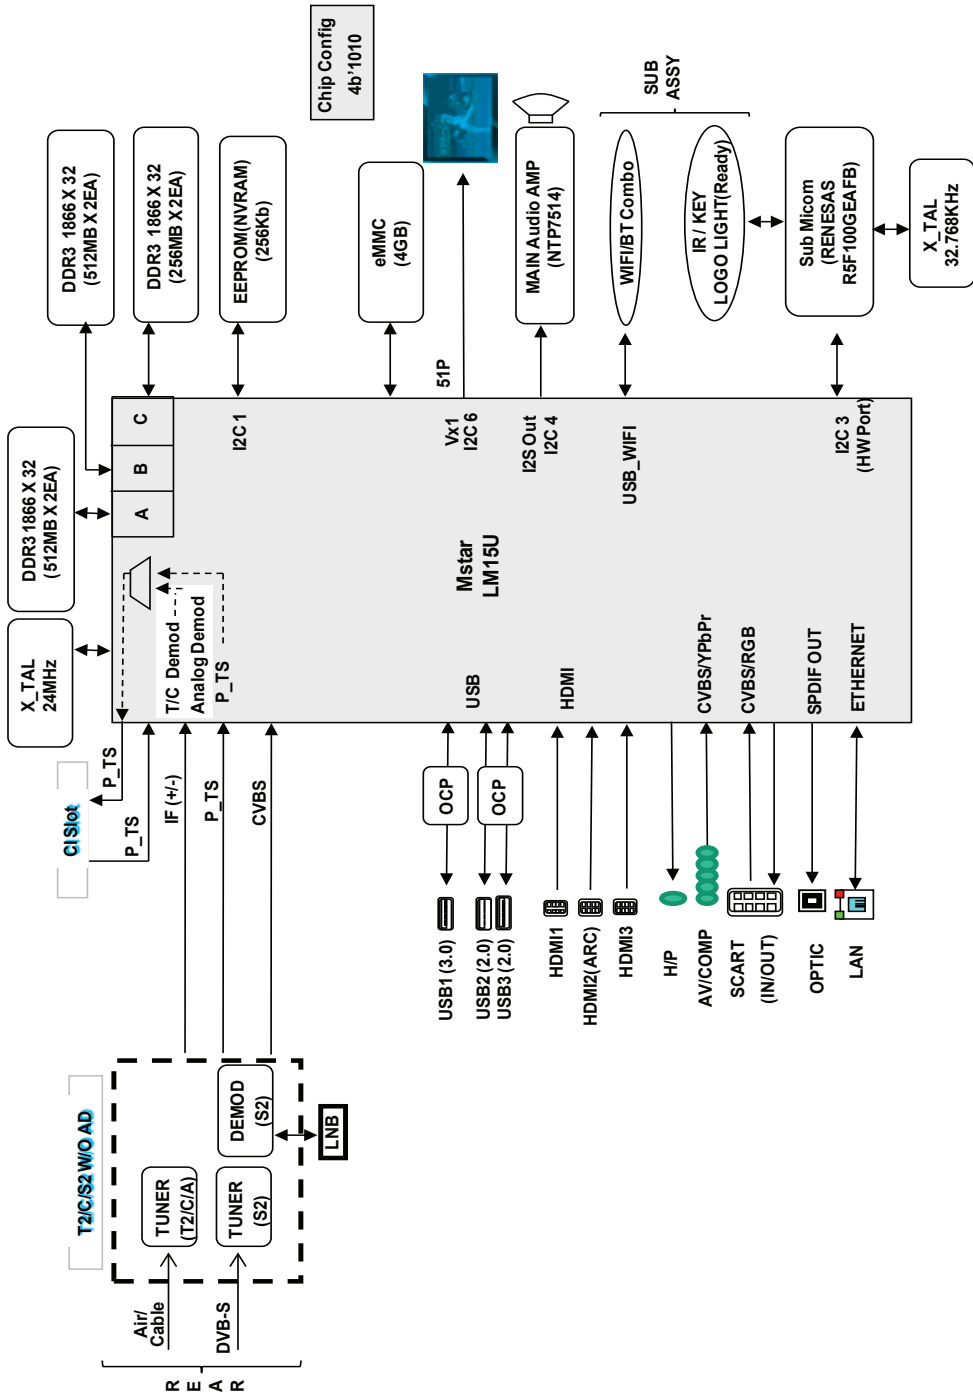 REAR
Air/
Cable
DVB-S
T2/C/S2 W/O AD
TUNER
(T2/C/A)
TUNER
(S2)
DEMOD
(S2)
LNB
CI Slot
P_TS
P_TS
IF (+/-)
P_TS
CVBS
X_TAL
24MHz
DDR3 1866 X 32
(512MB X 2EA)
DDR3 1866 X 32
(512MB X 2EA)
DDR3 1866 X 32
(256MB X 2EA)
EEPROM(NVRAM)
(256Kb)
eMMC
(4GB)
Chip Config
4b'1010
A
B
C
T/C Demod
Analog Demod
P_TS
I2C 1
51P
Vx1
I2C 6
I2S Out
I2C 4
MAIN Audio AMP
(NTP7514)
USB_WIFI
WIFI/BT Combo
SUB
ASSY
IR / KEY
LOGO LIGHT(Ready)
I2C 3
(HW Port)
Sub Micom
(RENESAS
R5F100GEAFB)
X_TAL
32.768KHz
Mstar
LM15U
USB
HDMI
CVBS/YPbPr
CVBS/RGB
SPDIF OUT
ETHERNET
OCP
OCP
USB1 (3.0)
USB2 (2.0)
USB3 (2.0)
HDMI1
HDMI2(ARC)
HDMI3
H/P
AV/COMP
SCART
(IN/OUT)
OPTIC
LAN